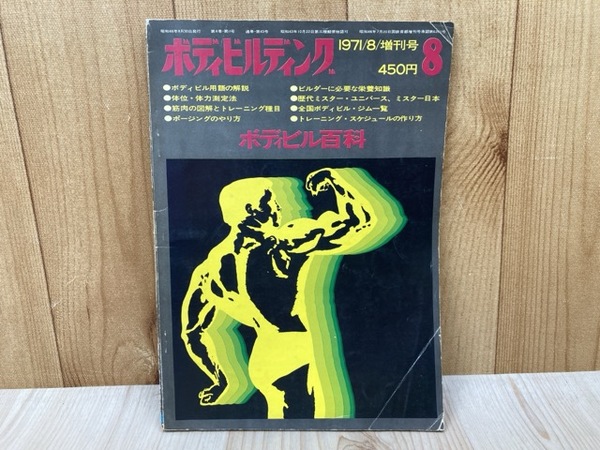 ボディビルディング
1971/8/増刊号
450円
8
●ボディビル用語の解説
●体位・体力測定法
●筋肉の図解とトレーニング種目
●ポージングのやり方
●ビルダーに必要な栄養知識
●歴代ミスター・ユニバース、ミスター日本
●全国ボディビル・ジム一覧
●トレーニング・スケジュールの作り方
ボディビル百科